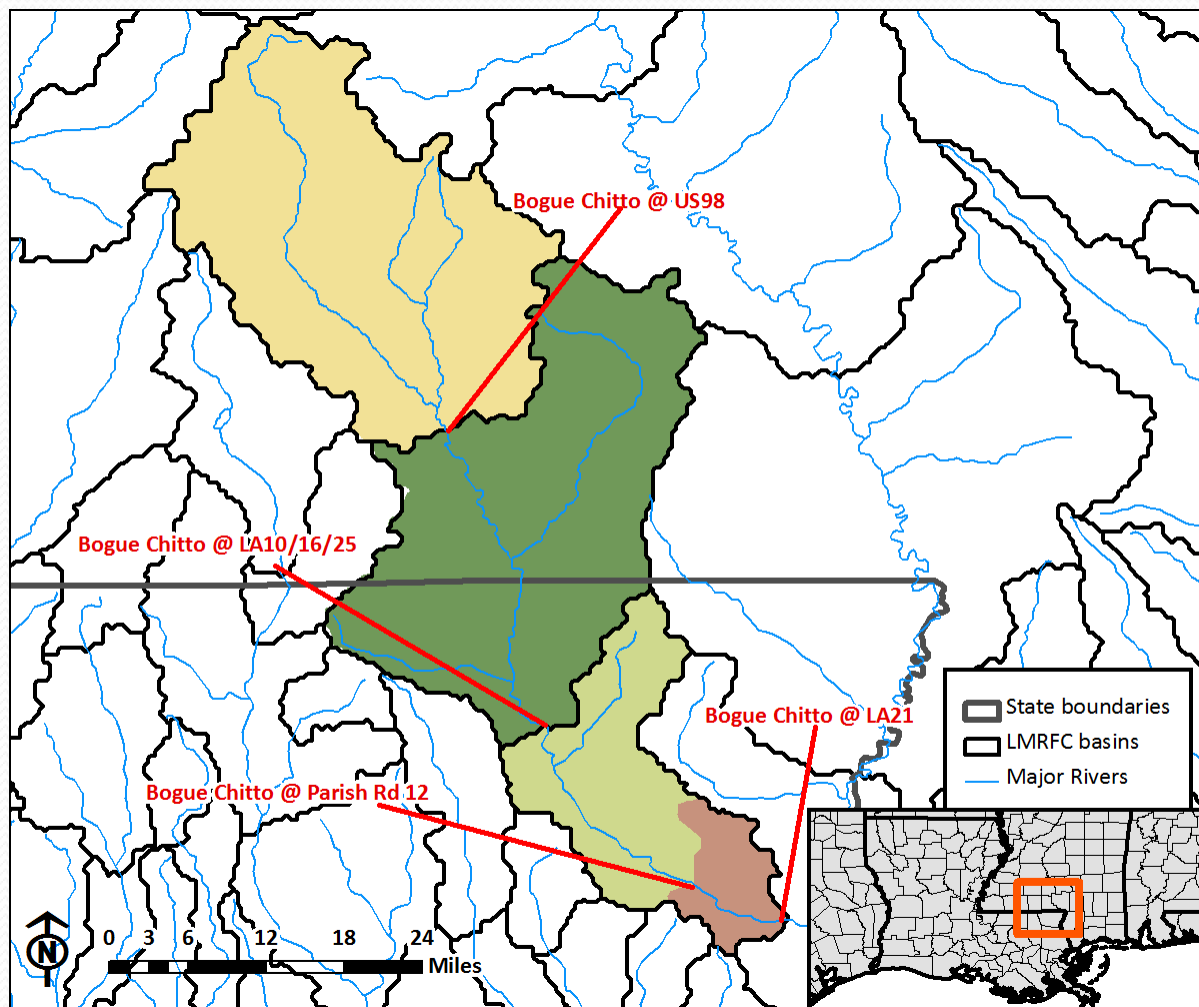 Bogue Chitto @ US98
Bogue Chitto @ LA10/16/25
Bogue Chitto @ LA21
Bogue Chitto @ Parish Rd 12
State boundaries
LMRFC basins
Major Rivers
N
0 3 6 12 18 24
Miles